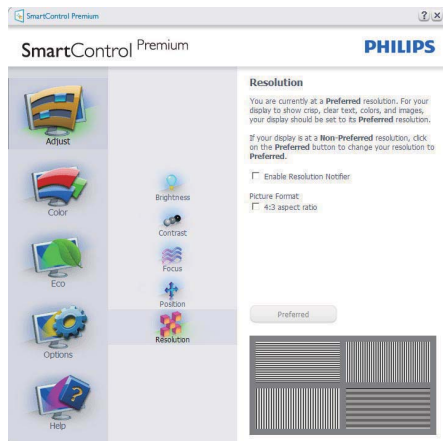 SmartControl Premium
SmartControl Premium
PHILIPS
Adjust
Color
Eco
Options
Help
Brightness
Contrast
Focus
Position
Resolution
Resolution
You are currently at a Preferred resolution. For your
display to show crisp, clear text, colors, and images,
your display should be set to its Preferred resolution.
If your display is at a Non-Preferred resolution, click
on the Preferred button to change your resolution to
Preferred.
Enable Resolution Notifier
Picture Format
4:3 aspect ratio
Preferred